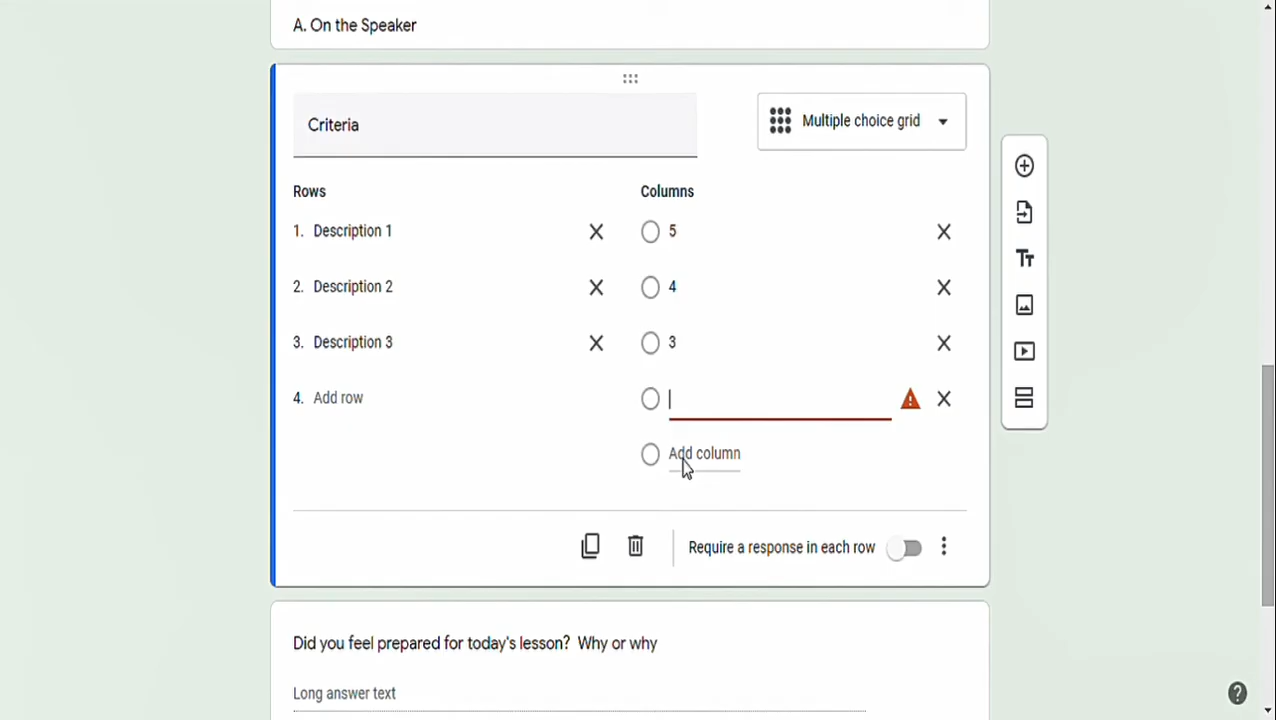 A. On the Speaker
Criteria
Multiple choice grid
Rows
Columns
1. Description 1
5
2. Description 2
4
3. Description 3
3
4. Add row
Add column
Require a response in each row
Did you feel prepared for today's lesson? Why or why
Long answer text